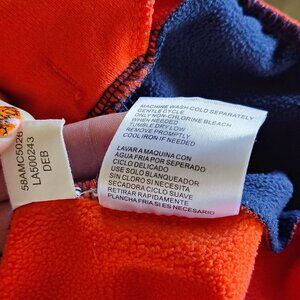 58AMC5026
LA500243
DEB
MACHINE WASH COLD SEPARATELY
GENTLE CYCLE
ONLY NON-CHLORINE BLEACH
WHEN NEEDED
TUMBLE DRY LOW
REMOVE PROMPTLY
COOL IRON IF NEEDED
LAVAR A MAQUINA CON
AGUA FRIA POR SEPERADO
CICLO DELICADO
USE SOLO BLANQUEADOR
SIN CLORO SI NECESITA
SECADORA CICLO SUAVE
RETIRAR RAPIDAMENTE
PLANCHA FRIA SI ES NECESARIO